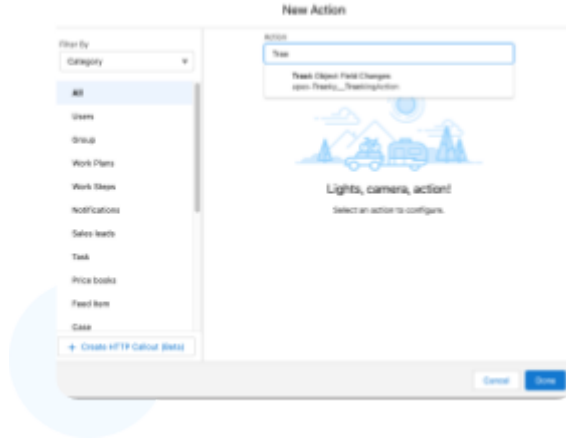 New Action
Filter By
Category
All
Users
Group
Work Plans
Work Steps
Notifications
Sales leads
Task
Price books
Feed item
Case
+ Create HTTP Callout (Beta)
Action
Object Field Changes
Lights, camera, action!
Select an action to configure.
Cancel
Done